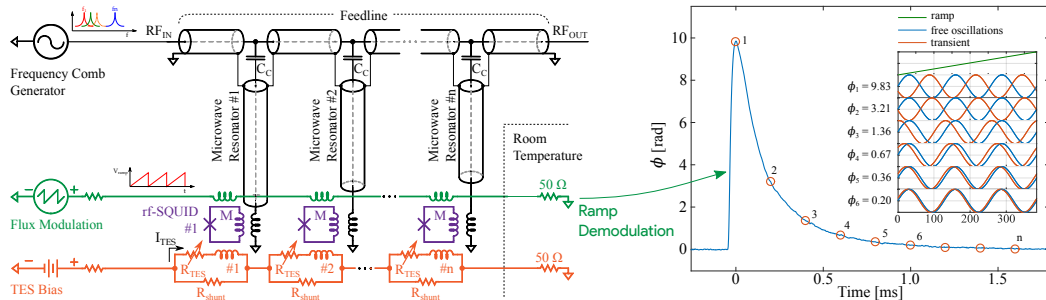 f₁
fn
f
Frequency Comb
Generator
RF_IN
Feedline
RF_OUT
C_C
C_C
C_C
Microwave
Resonator #1
Microwave
Resonator #2
Microwave
Resonator #n
Room
Temperature
V_ramp
t
Flux Modulation
− +
rf-SQUID
#1
M
M
M
50 Ω
Ramp
Demodulation
I_TES
TES Bias
− +
R_TES
#1
R_shunt
R_TES
#2
R_shunt
R_TES
#n
R_shunt
50 Ω
ramp
free oscillations
transient
ϕ [rad]
10
8
6
4
2
0
1
2
3
4
5
6
n
ϕ₁ = 9.83
ϕ₂ = 3.21
ϕ₃ = 1.36
ϕ₄ = 0.67
ϕ₅ = 0.36
ϕ₆ = 0.20
0 100 200 300
0 0.5 1.0 1.5
Time [ms]